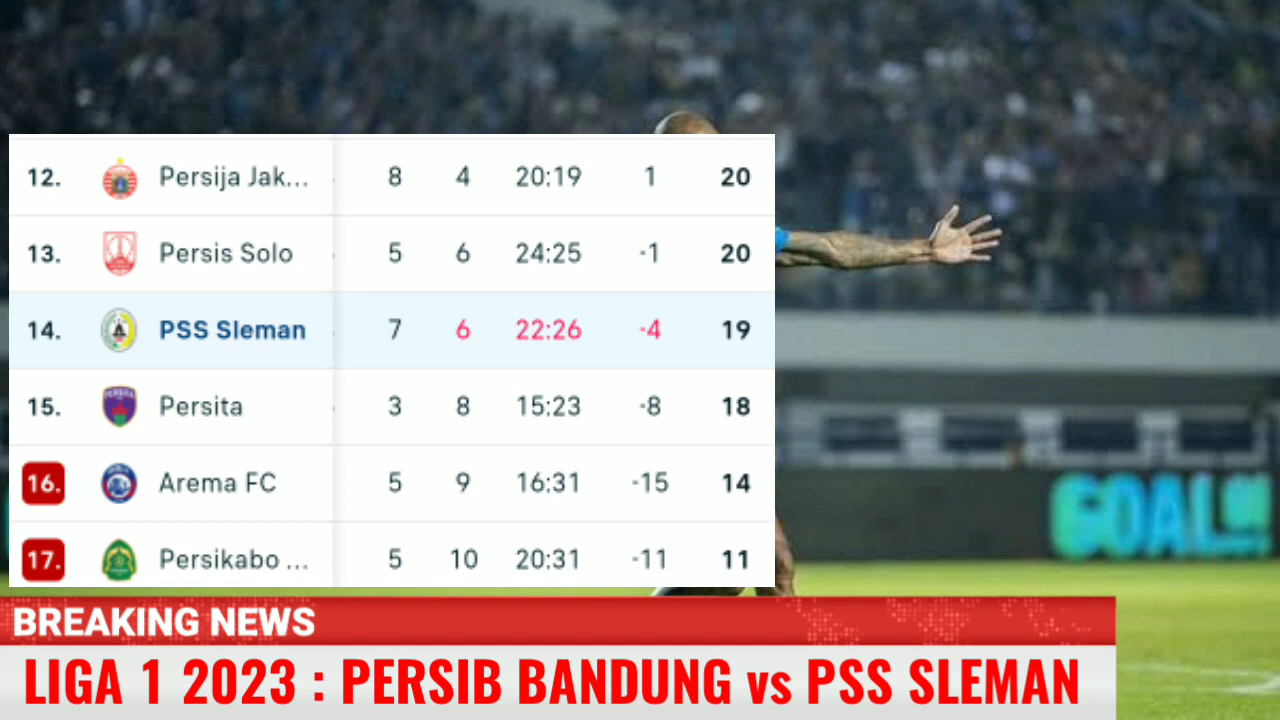 12. Persija Jak... 8 4 20:19 1 20
13. Persis Solo 5 6 24:25 -1 20
14. PSS Sleman 7 6 22:26 -4 19
15. Persita 3 8 15:23 -8 18
16. Arema FC 5 9 16:31 -15 14
17. Persikabo ... 5 10 20:31 -11 11
GOAL!!!
BREAKING NEWS
LIGA 1 2023 : PERSIB BANDUNG vs PSS SLEMAN